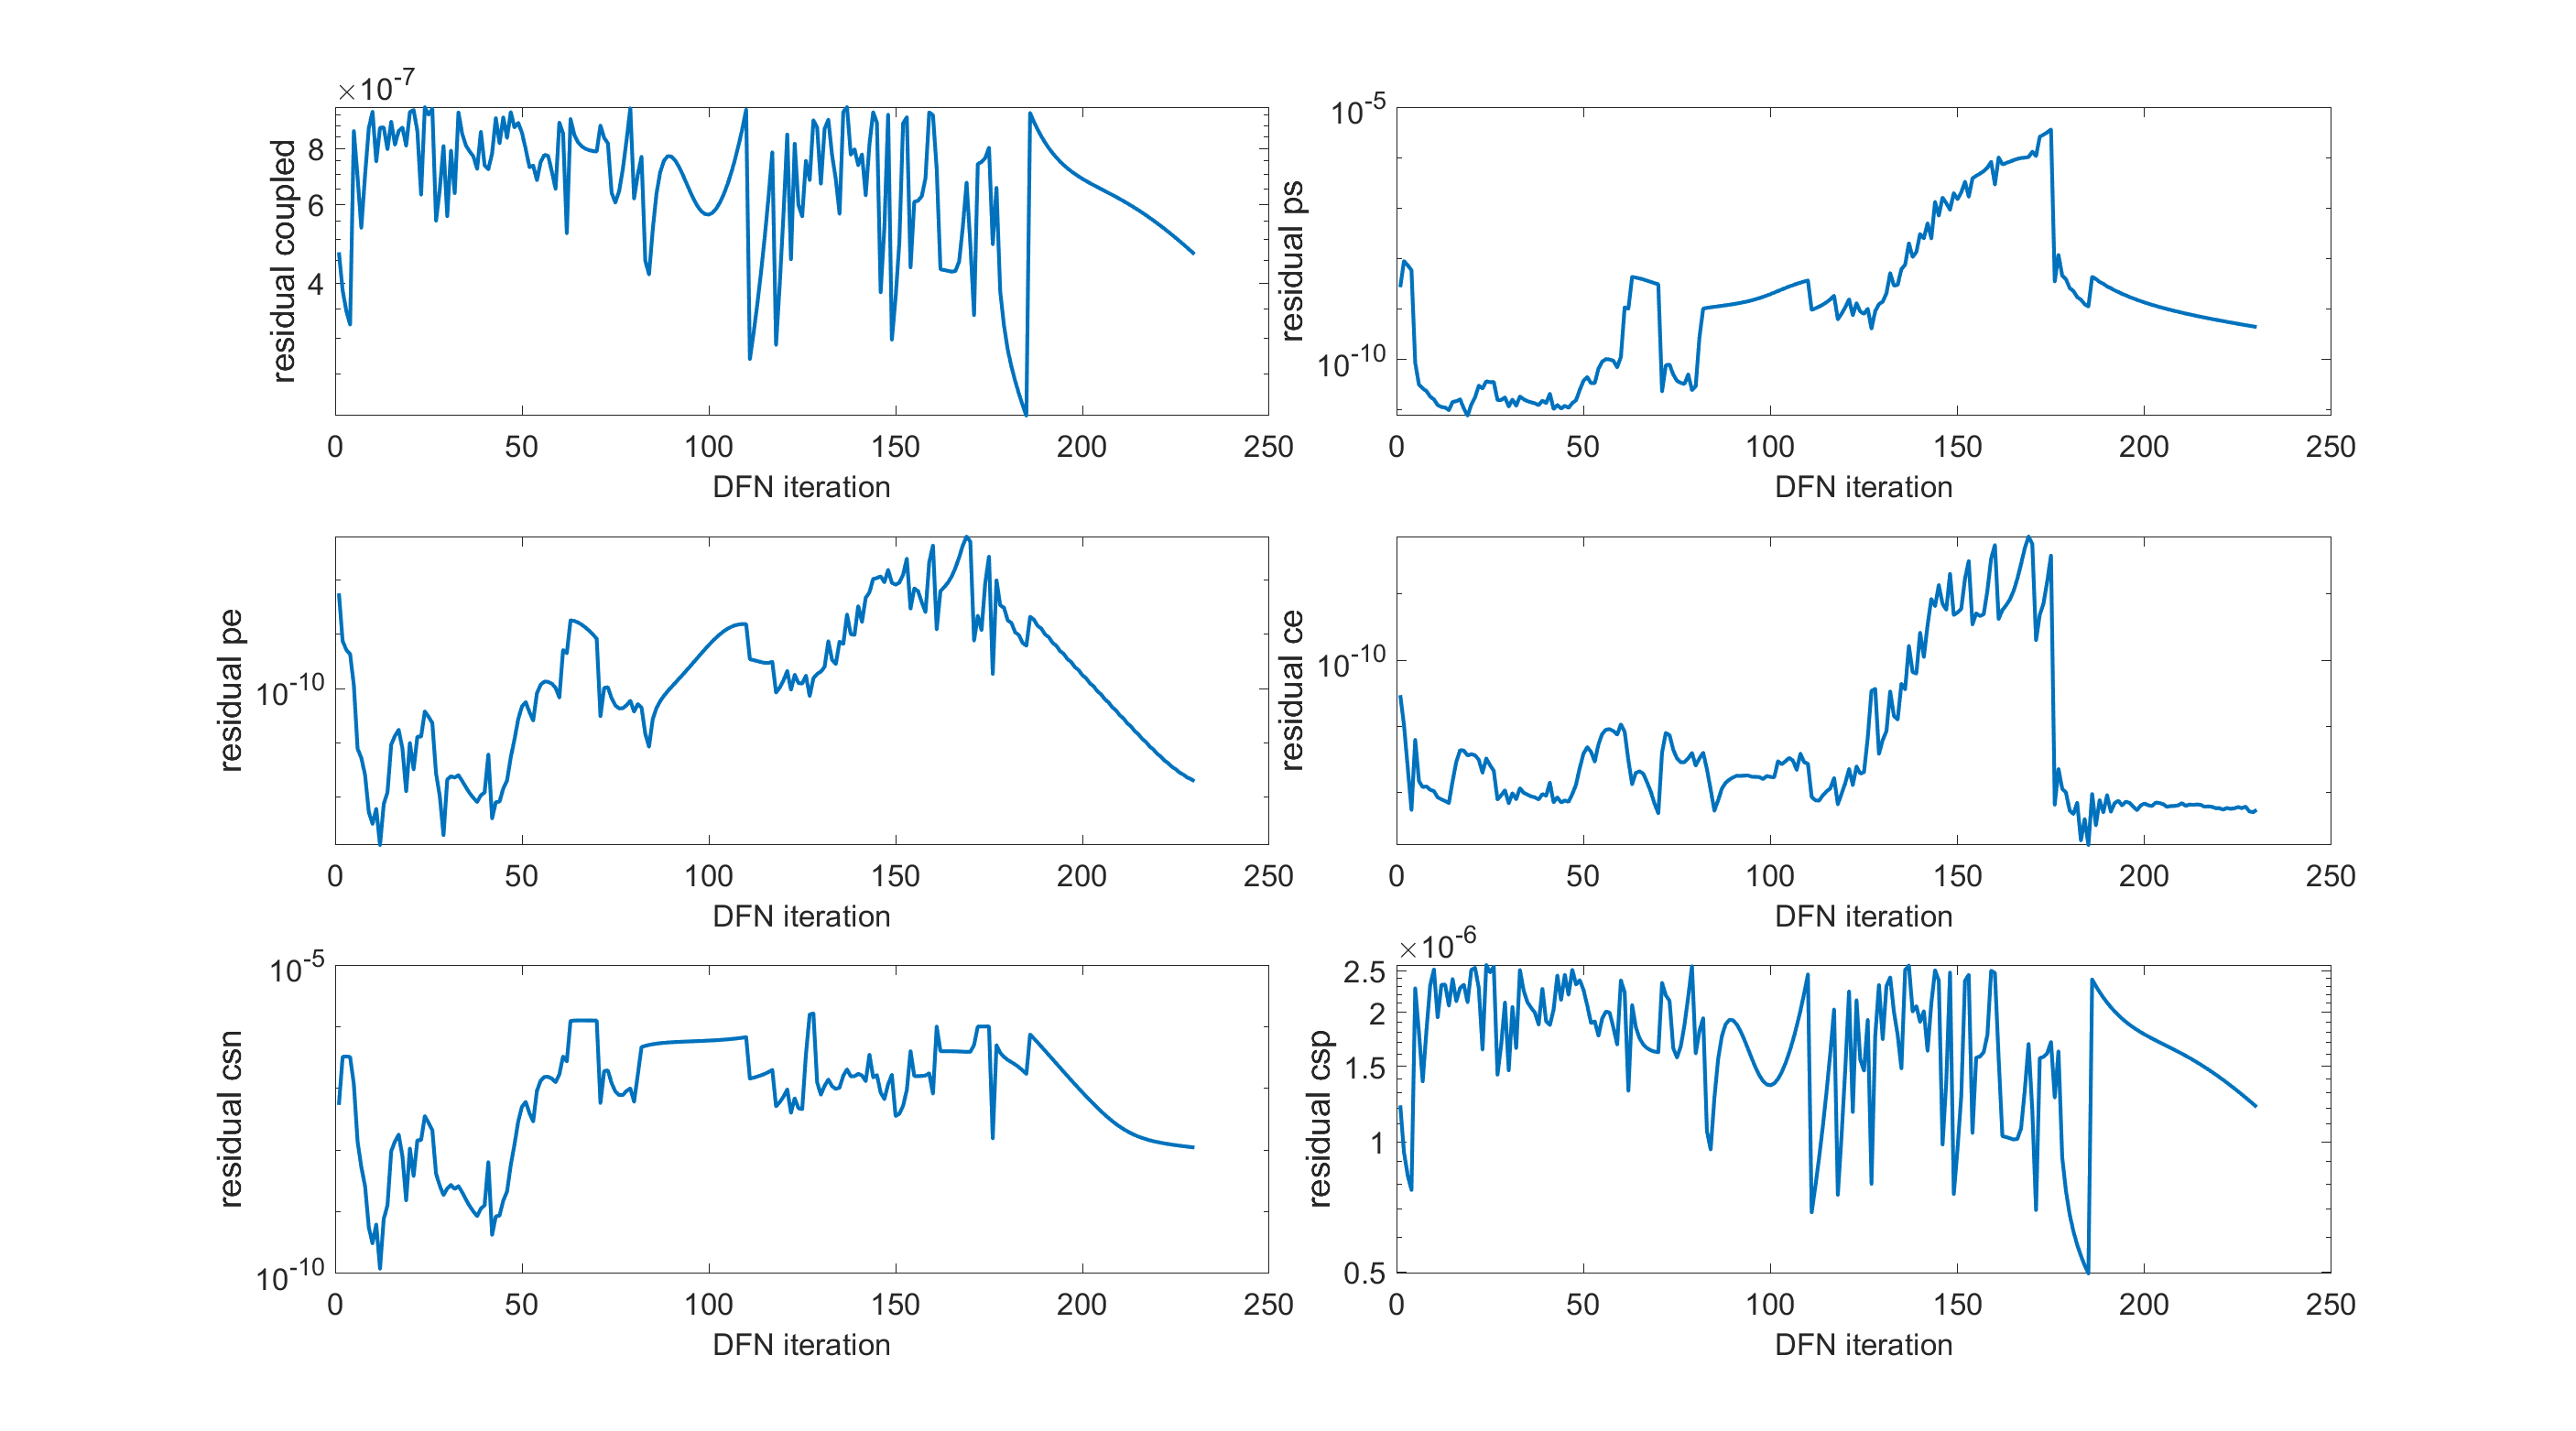 ×10-7
residual coupled
8
6
4
0 50 100 150 200 250
DFN iteration
10-5
residual ps
10-10
0 50 100 150 200 250
DFN iteration
residual pe
10-10
0 50 100 150 200 250
DFN iteration
residual ce
10-10
0 50 100 150 200 250
DFN iteration
10-5
residual csn
10-10
0 50 100 150 200 250
DFN iteration
×10-6
residual csp
2.5
2
1.5
1
0.5
0 50 100 150 200 250
DFN iteration